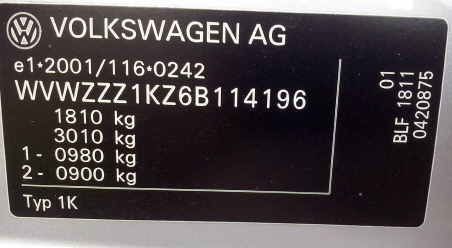 VOLKSWAGEN AG
e1*2001/116*0242
WVWZZZ1KZ6B114196
1810 kg
3010 kg
1 - 0980 kg
2 - 0900 kg
Typ 1K
01
BLF 1811
0420875